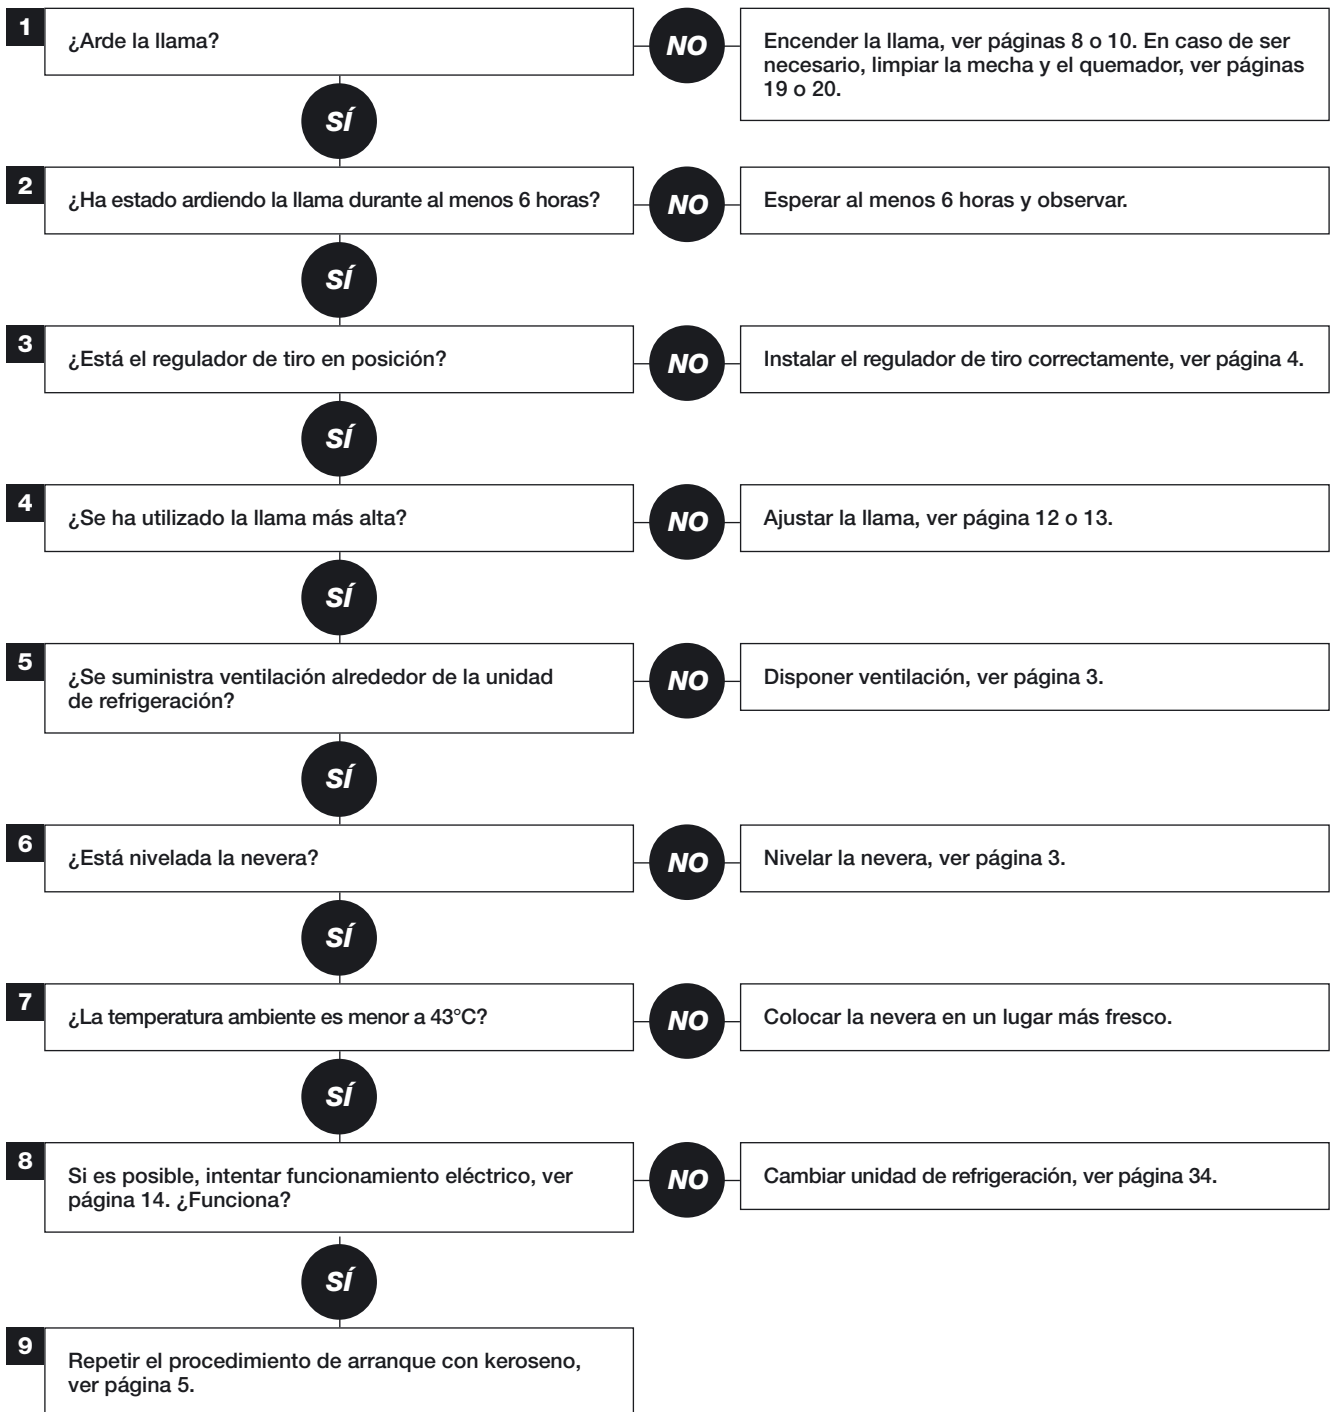 1
¿Arde la llama?
NO
Encender la llama, ver páginas 8 o 10. En caso de ser
necesario, limpiar la mecha y el quemador, ver páginas
19 o 20.
SÍ
2
¿Ha estado ardiendo la llama durante al menos 6 horas?
NO
Esperar al menos 6 horas y observar.
SÍ
3
¿Está el regulador de tiro en posición?
NO
Instalar el regulador de tiro correctamente, ver página 4.
SÍ
4
¿Se ha utilizado la llama más alta?
NO
Ajustar la llama, ver página 12 o 13.
SÍ
5
¿Se suministra ventilación alrededor de la unidad
de refrigeración?
NO
Disponer ventilación, ver página 3.
SÍ
6
¿Está nivelada la nevera?
NO
Nivelar la nevera, ver página 3.
SÍ
7
¿La temperatura ambiente es menor a 43°C?
NO
Colocar la nevera en un lugar más fresco.
SÍ
8
Si es posible, intentar funcionamiento eléctrico, ver
página 14. ¿Funciona?
NO
Cambiar unidad de refrigeración, ver página 34.
SÍ
9
Repetir el procedimiento de arranque con keroseno,
ver página 5.